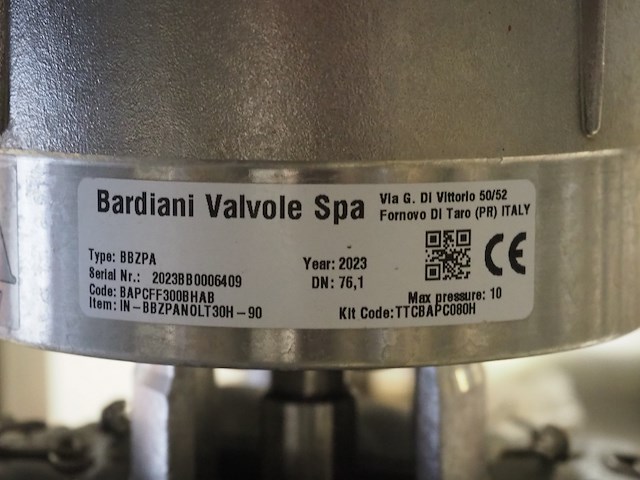 Bardiani Valvole Spa
Via G. Di Vittorio 50/52
Fornovo Di Taro (PR) ITALY
Type: BBZPA
Year: 2023
Serial Nr.: 2023BB0006409
DN: 76,1
Code: BAPCFF300BHAB
Max pressure: 10
Item: IN-BBZPANOLT30H-90
Kit Code:TTCBAPC080H
CE